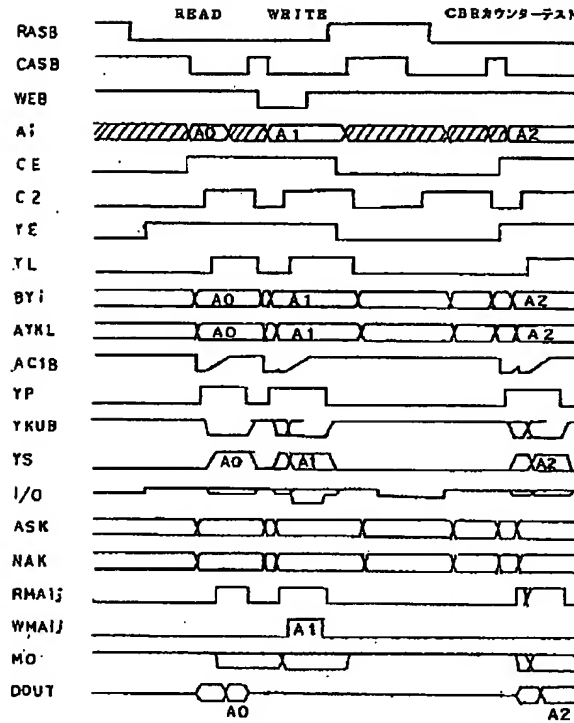 READ WRITE CBRカウンターテスト
RASB
CASB
WEB
Ai A0 A1 A2
CE
C2
YE
YL
BYi A0 A1 A2
AYKL A0 A1 A2
AC1B
YP
YKUB
YS A0 A1 A2
I/O
ASK
NAK
RMAij
WMAij A1
MO
DOUT A0 A2